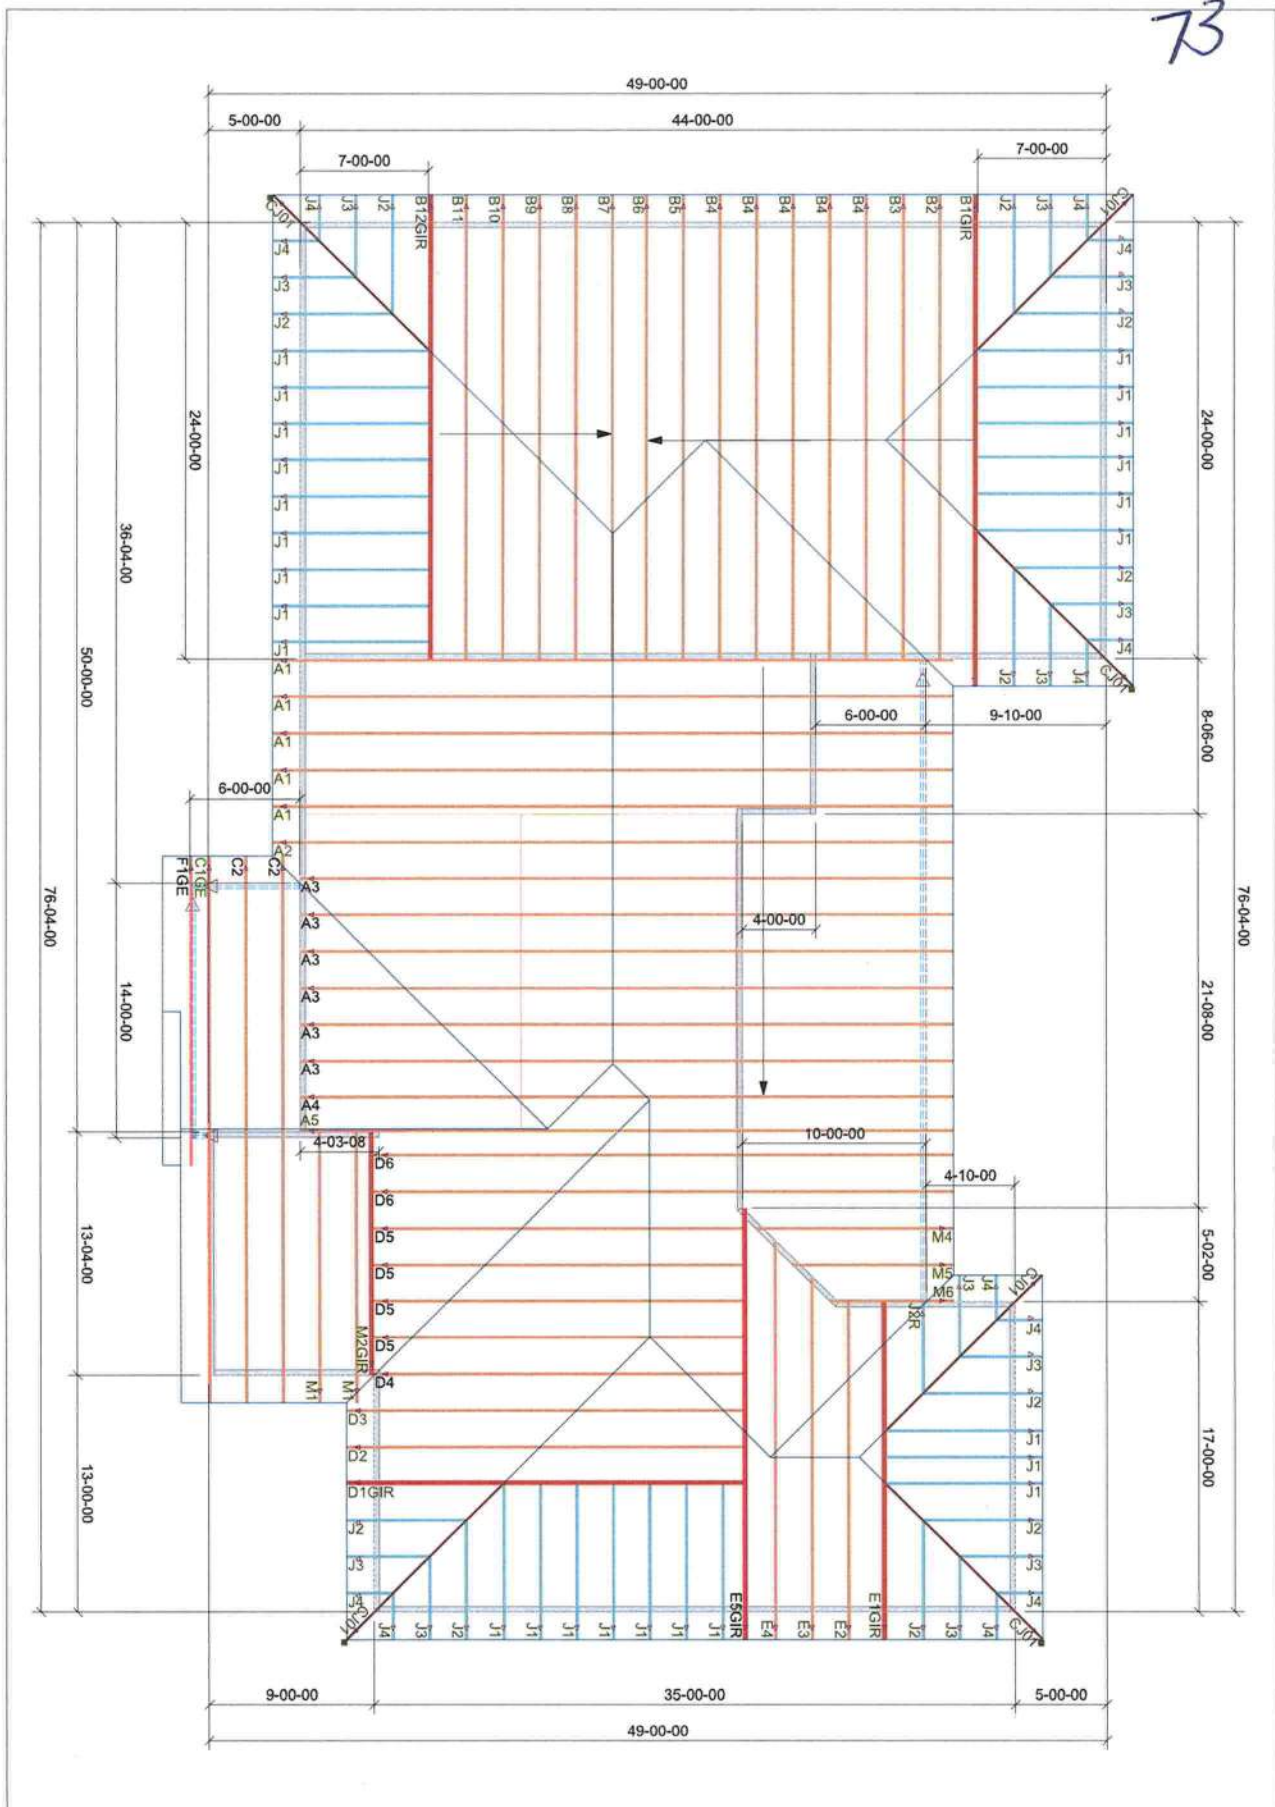 73
49-00-00
5-00-00
44-00-00
7-00-00
7-00-00
CJ01
J4
J3
J2
B12GIR
B11
B10
B9
B8
B7
B6
B5
B4
B4
B4
B4
B4
B3
B2
B1GIR
J2
J3
J4
CJ01
J4
J3
J2
J1
J1
J1
J1
J1
J1
J1
J1
J1
J4
J3
J2
J1
J1
J1
J1
J1
J1
J2
J3
J4
J2
J3
J4
CJ01
24-00-00
36-04-00
50-00-00
76-04-00
24-00-00
8-06-00
76-04-00
21-08-00
6-00-00
9-10-00
A1
A1
A1
A1
A1
A2
A3
A3
A3
A3
A3
A3
A4
A5
6-00-00
F1GE
C1GE
C2
C2
4-00-00
14-00-00
4-03-08
10-00-00
4-10-00
D6
D6
D5
D5
D5
D5
D4
D3
D2
D1GIR
M2GIR
M1
M1
M4
M5
M6
J3
J4
CJ01
J2R
J4
J3
J2
J1
J1
J1
J2
J3
J4
5-02-00
17-00-00
13-04-00
13-00-00
J2
J3
J4
CJ01
J4
J3
J2
J1
J1
J1
J1
J1
J1
J1
E5GIR
E4
E3
E2
E1GIR
J2
J3
J4
CJ01
9-00-00
35-00-00
5-00-00
49-00-00